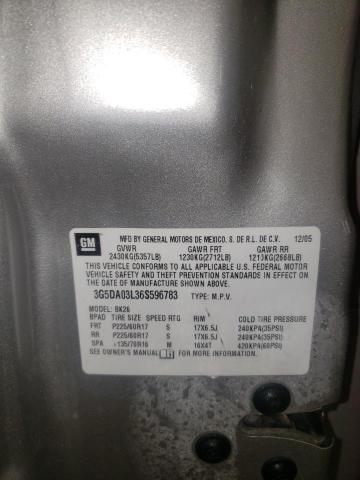 GM
MFD BY GENERAL MOTORS DE MEXICO, S. DE R.L. DE C.V. 12/05
GVWR GAWR FRT GAWR RR
2430KG(5357LB) 1230KG(2712LB) 1210KG(2668LB)
THIS VEHICLE CONFORMS TO ALL APPLICABLE U.S. FEDERAL MOTOR
VEHICLE SAFETY AND THEFT PREVENTION STANDARDS IN EFFECT ON
THE DATE OF MANUFACTURE SHOWN ABOVE.
3G5DA03L36S596783 TYPE: M.P.V.
MODEL: BK26
BPAD TIRE SIZE SPEED RTG RIM COLD TIRE PRESSURE
FRT P225/60R17 S 17X6.5J 240KPA(35PSI)
RR P225/60R17 S 17X6.5J 240KPA(35PSI)
SPA 135/70R16 M 16X4T 420KPA(60PSI)
SEE OWNER'S MANUAL FOR MORE INFORMATION.